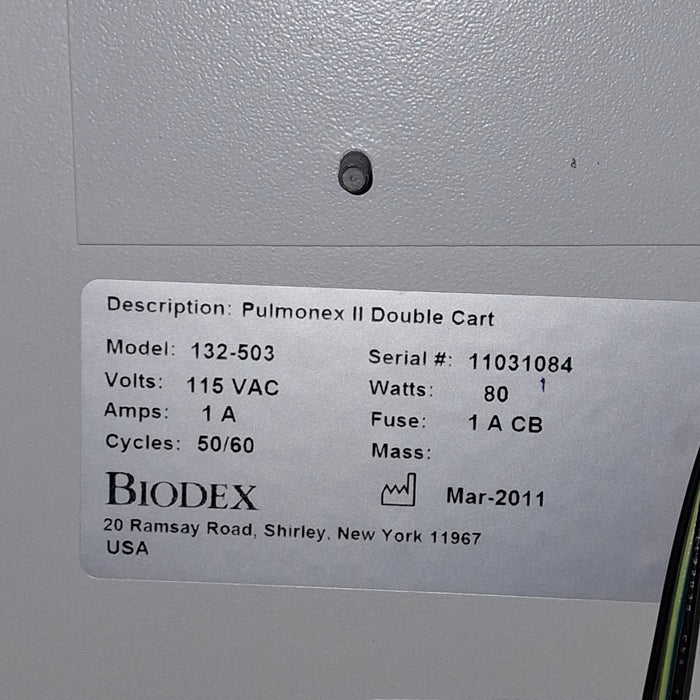 Description: Pulmonex II Double Cart
Model: 132-503 Serial #: 11031084
Volts: 115 VAC Watts: 80
Amps: 1 A Fuse: 1 A CB
Cycles: 50/60 Mass:
BIODEX Mar-2011
20 Ramsay Road, Shirley, New York 11967
USA